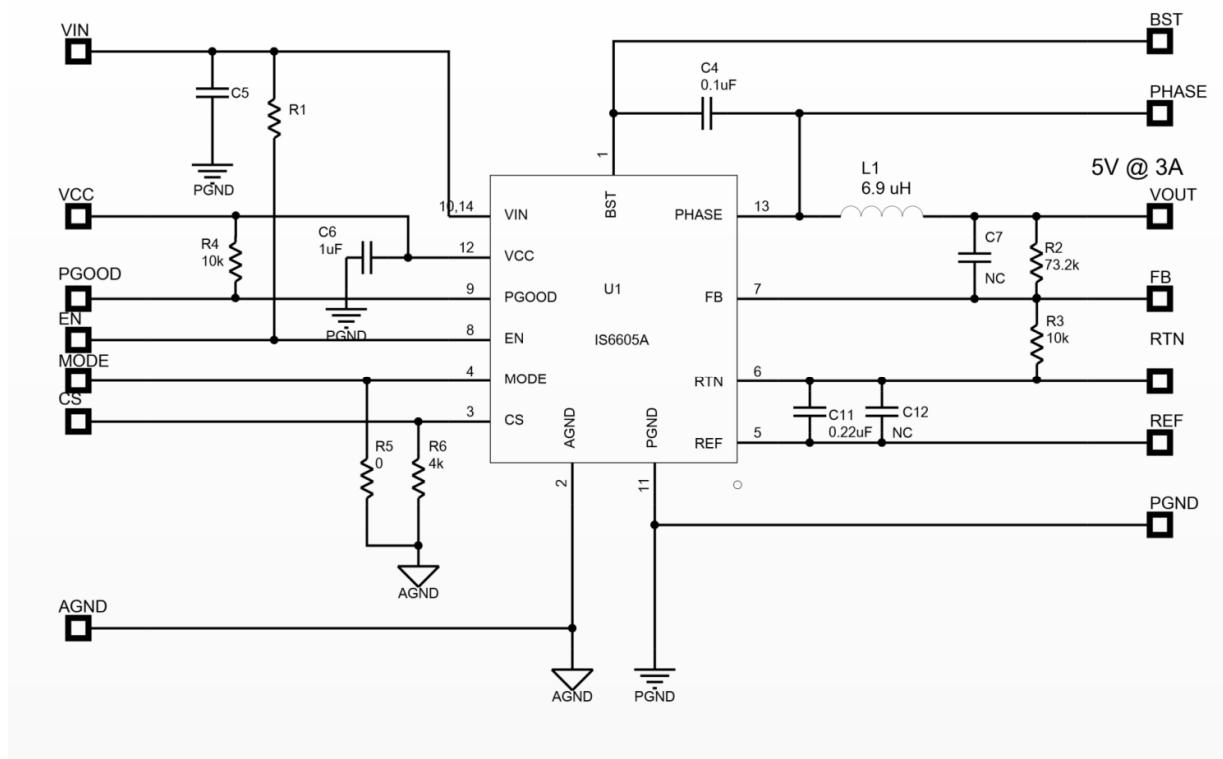 VIN
BST
C4
0.1uF
PHASE
C5
R1
PGND
5V @ 3A
L1
6.9 uH
VCC
10,14
VIN
BST
1
PHASE
13
VOUT
R4
10k
C6
1uF
12
VCC
C7
NC
R2
73.2k
PGOOD
9
PGOOD
U1
FB
7
FB
EN
PGND
8
EN
IS6605A
R3
10k
RTN
MODE
4
MODE
RTN
6
CS
3
CS
AGND
PGND
REF
5
C11
0.22uF
C12
NC
REF
R5
0
R6
4k
2
11
PGND
AGND
AGND
AGND
PGND